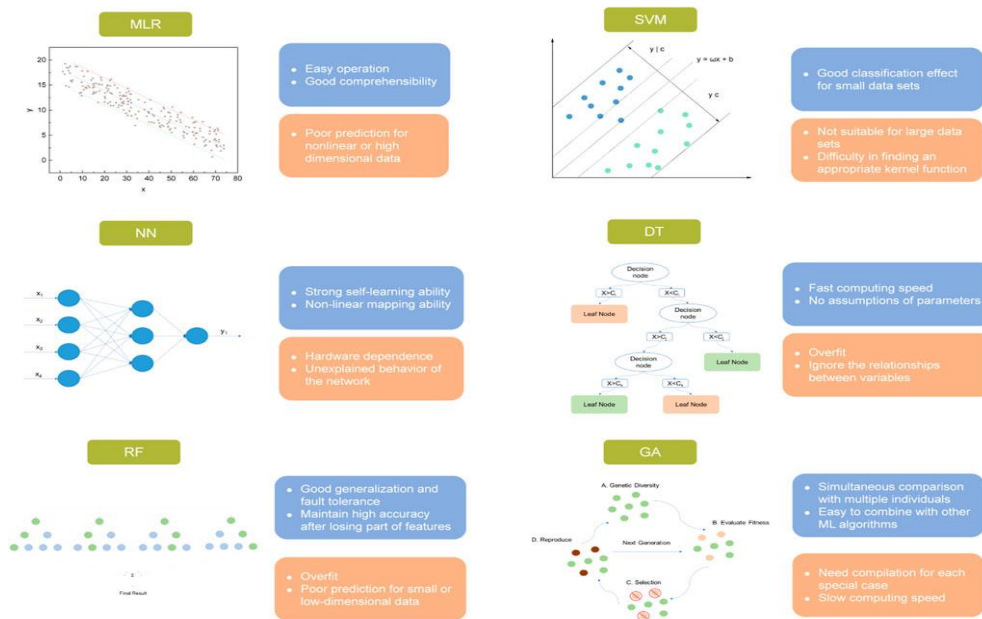 MLR
20
15
10
5
0
y
0
10
20
30
40
50
60
70
80
x
• Easy operation
• Good comprehensibility
• Poor prediction for
nonlinear or high
dimensional data
SVM
y | c
y = ωx + b
y c
• Good classification effect
for small data sets
• Not suitable for large data
sets
• Difficulty in finding an
appropriate kernel function
NN
X₁
X₂
X₃
y₁
• Strong self-learning ability
• Non-linear mapping ability
• Hardware dependence
• Unexplained behavior of
the network
DT
Decision
node
Leaf Node
Decision
node
Decision
node
Leaf Node
Leaf Node
Leaf Node
• Fast computing speed
• No assumptions of parameters
• Overfit
• Ignore the relationships
between variables
RF
Final Result
• Good generalization and
fault tolerance
• Maintain high accuracy
after losing part of features
• Overfit
• Poor prediction for small or
low-dimensional data
GA
A. Genetic Diversity
B. Evaluate Fitness
D. Reproduce
Next Generation
C. Selection
• Simultaneous comparison
with multiple individuals
• Easy to combine with other
ML algorithms
• Need compilation for each
special case
• Slow computing speed